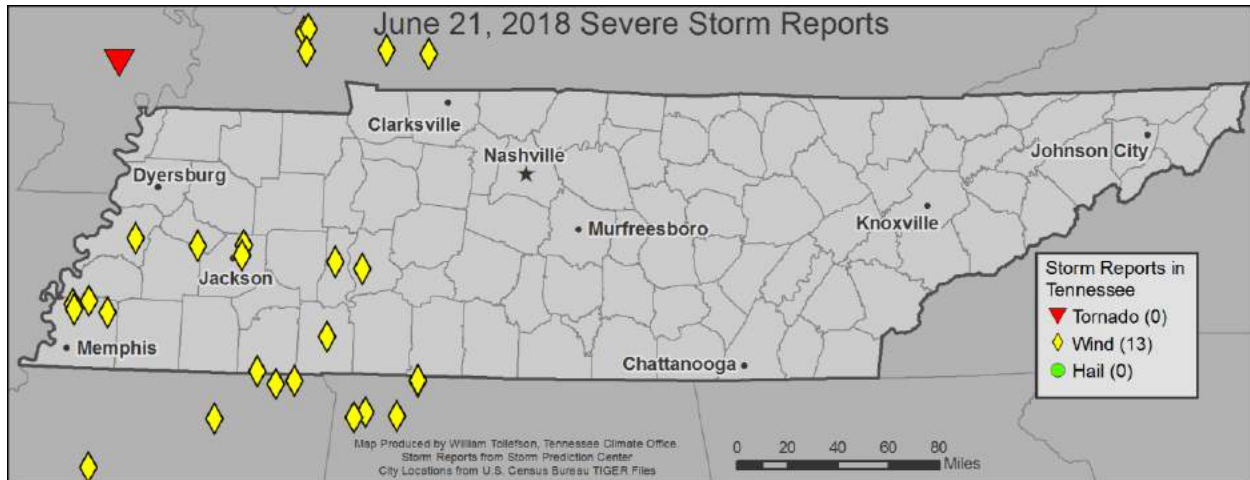 June 21, 2018 Severe Storm Reports
Clarksville
Nashville
Johnson City
Dyersburg
Knoxville
Murfreesboro
Jackson
Storm Reports in
Tennessee
Tornado (0)
Wind (13)
Hail (0)
Memphis
Chattanooga
Map Produced by William Tollefson, Tennessee Climate Office.
Storm Reports from Storm Prediction Center
City Locations from U.S. Census Bureau TIGER Files
0 20 40 60 80
Miles